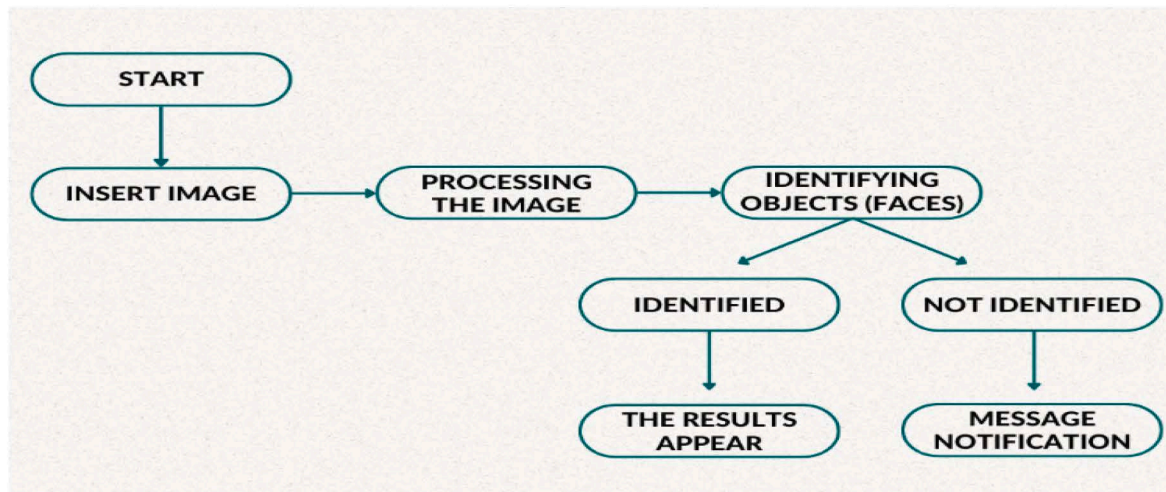 START
INSERT IMAGE
PROCESSING
THE IMAGE
IDENTIFYING
OBJECTS (FACES)
IDENTIFIED
NOT IDENTIFIED
THE RESULTS
APPEAR
MESSAGE
NOTIFICATION